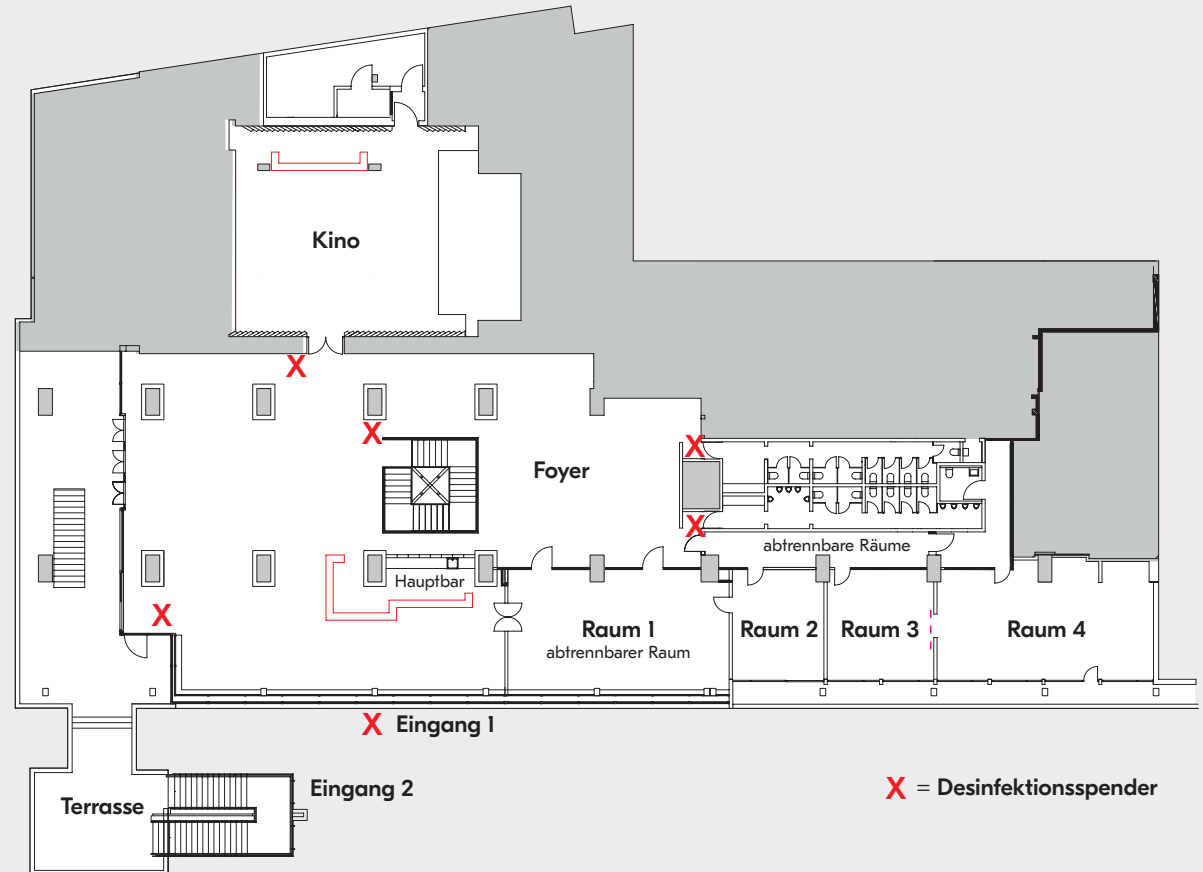 Kino
X
X
Foyer
X
X
abtrennbare Räume
Hauptbar
X
Raum 1
abtrennbarer Raum
Raum 2
Raum 3
Raum 4
X Eingang 1
Eingang 2
Terrasse
X = Desinfektionsspender